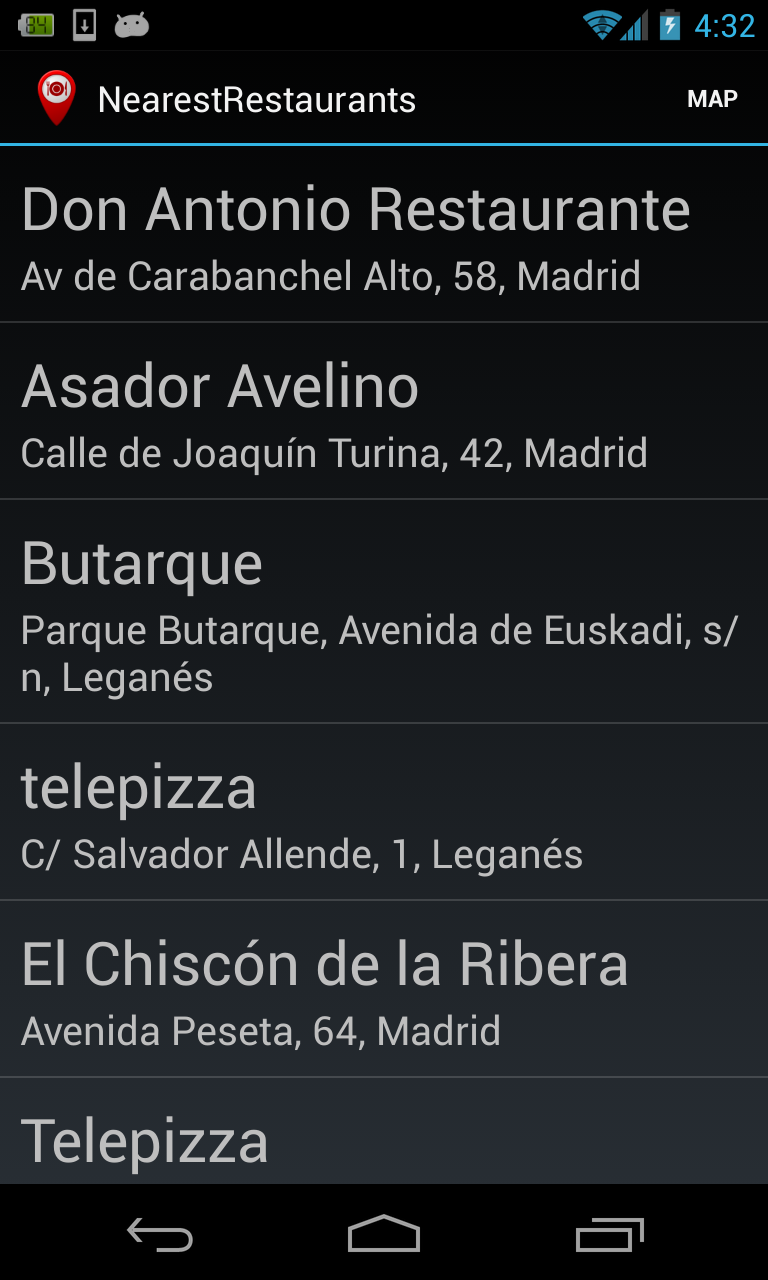 84
4:32
NearestRestaurants
MAP
Don Antonio Restaurante
Av de Carabanchel Alto, 58, Madrid
Asador Avelino
Calle de Joaquín Turina, 42, Madrid
Butarque
Parque Butarque, Avenida de Euskadi, s/
n, Leganés
telepizza
C/ Salvador Allende, 1, Leganés
El Chiscón de la Ribera
Avenida Peseta, 64, Madrid
Telepizza